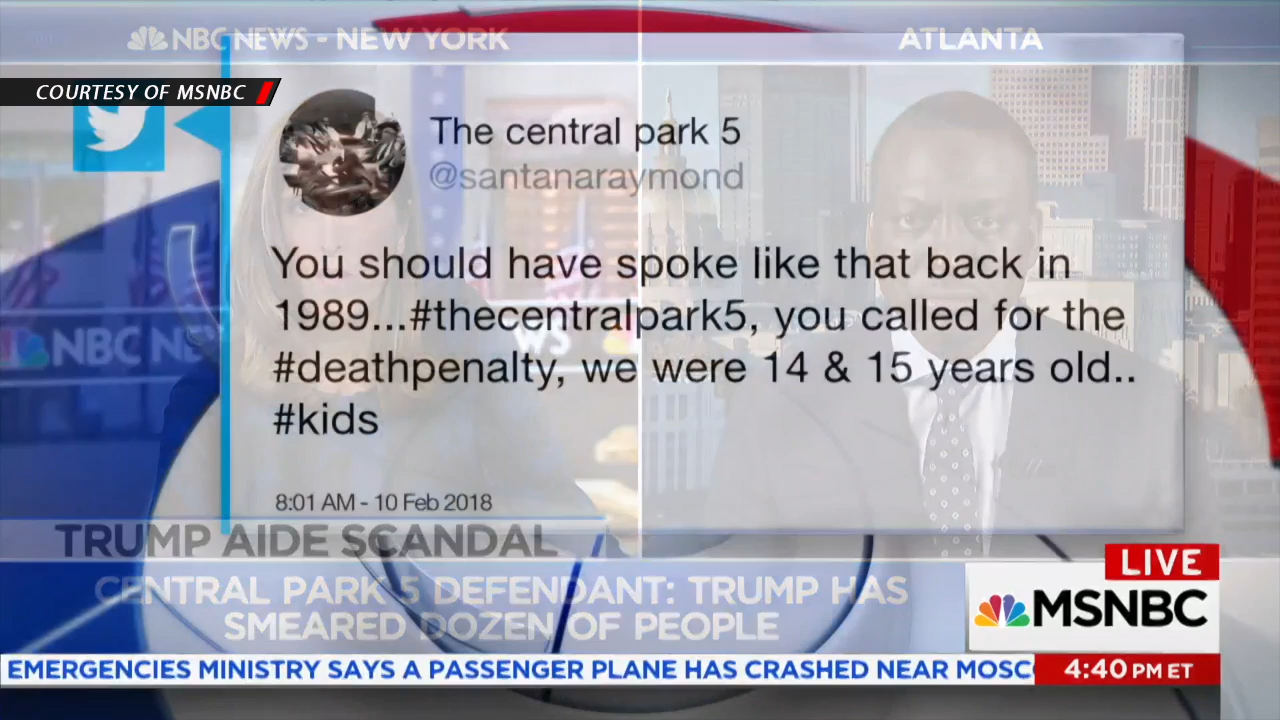 NBC NEWS - NEW YORK
ATLANTA
COURTESY OF MSNBC
The central park 5
@santanaraymond
You should have spoke like that back in
1989...#thecentralpark5, you called for the
#deathpenalty, we were 14 & 15 years old..
#kids
8:01 AM - 10 Feb 2018
NBC NEWS
WS
TRUMP AIDE SCANDAL
CENTRAL PARK 5 DEFENDANT: TRUMP HAS
SMEARED DOZEN OF PEOPLE
LIVE
MSNBC
EMERGENCIES MINISTRY SAYS A PASSENGER PLANE HAS CRASHED NEAR MOSC
4:40 PM ET